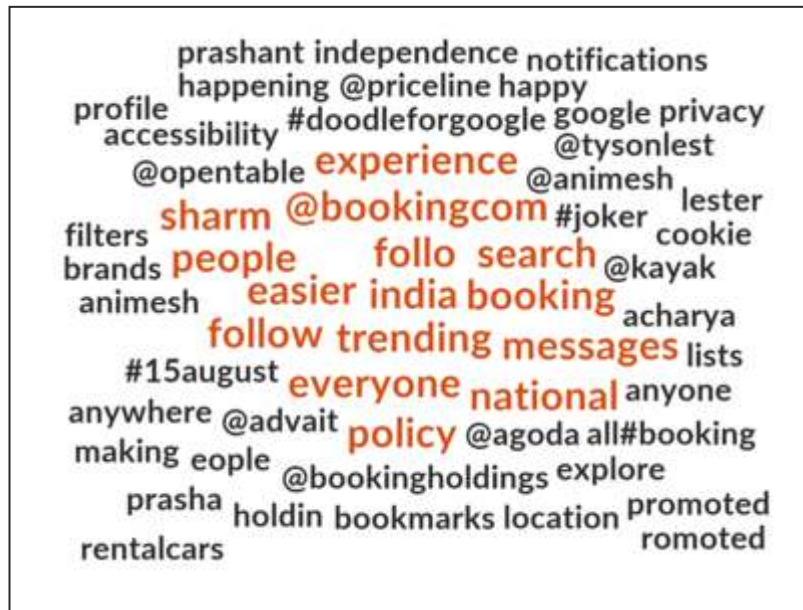 prashant independence notifications
happening @priceline happy
profile #doodleforgoogle google privacy
accessibility @tysonlest
@opentable experience @animesh
sharm @bookingcom #joker lester
filters people follo search cookie
brands @kayak
animesh easier india booking acharya
follow trending messages lists
#15august everyone national anyone
anywhere @advait policy @agoda all#booking
making eople @bookingholdings explore
prasha holdin bookmarks location promoted
rentalcars romoted